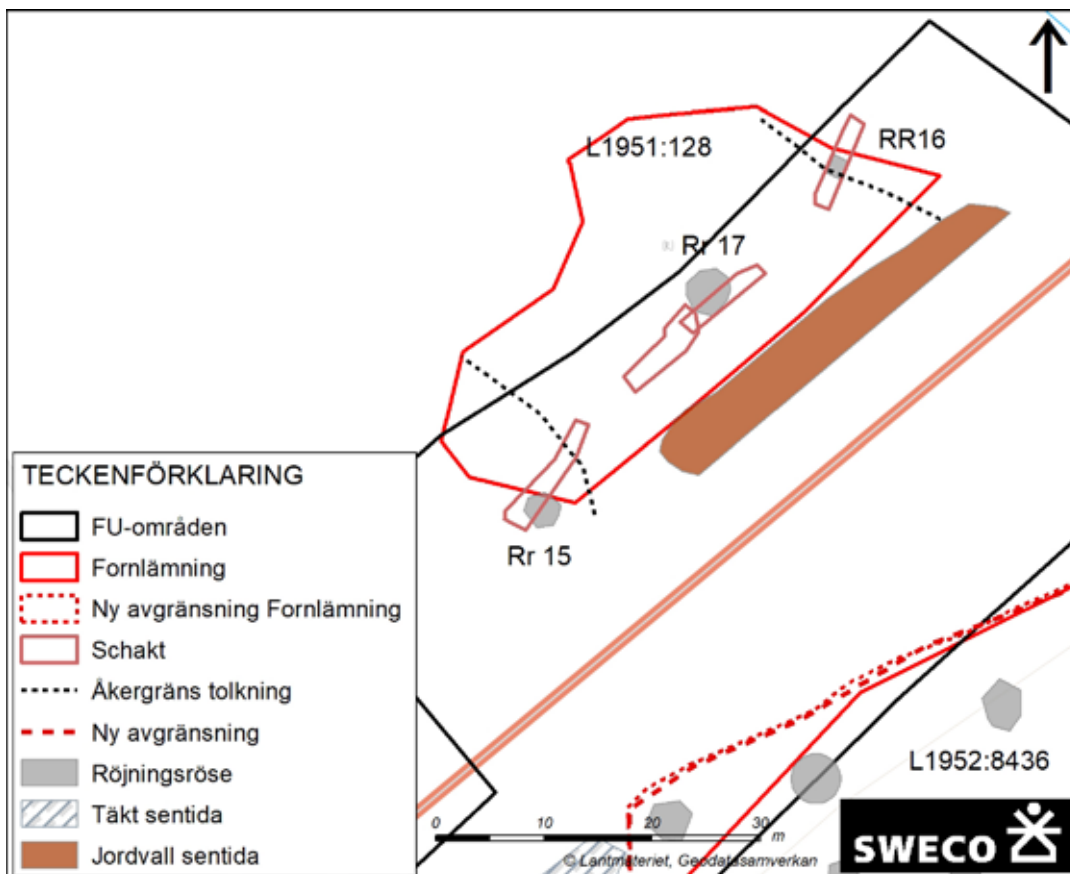 L1951:128
RR16
Rr 17
Rr 15
TECKENFÖRKLARING
FU-områden
Fornlämning
Ny avgränsning Fornlämning
Schakt
Åkergräns tolkning
Ny avgränsning
Röjningsröse
Täkt sentida
Jordvall sentida
L1952:8436
0 10 20 30
m
© Lantmäteriet, Geodatasamverkan
SWECO